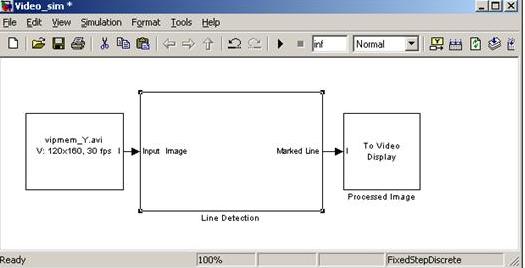 Video_sim *
File Edit View Simulation Format Tools Help
inf Normal
vipmem_Y.avi
V: 120x160, 30 fps I
Input Image Marked Line
I To Video
Display
Line Detection
Processed Image
Ready 100% FixedStepDiscrete